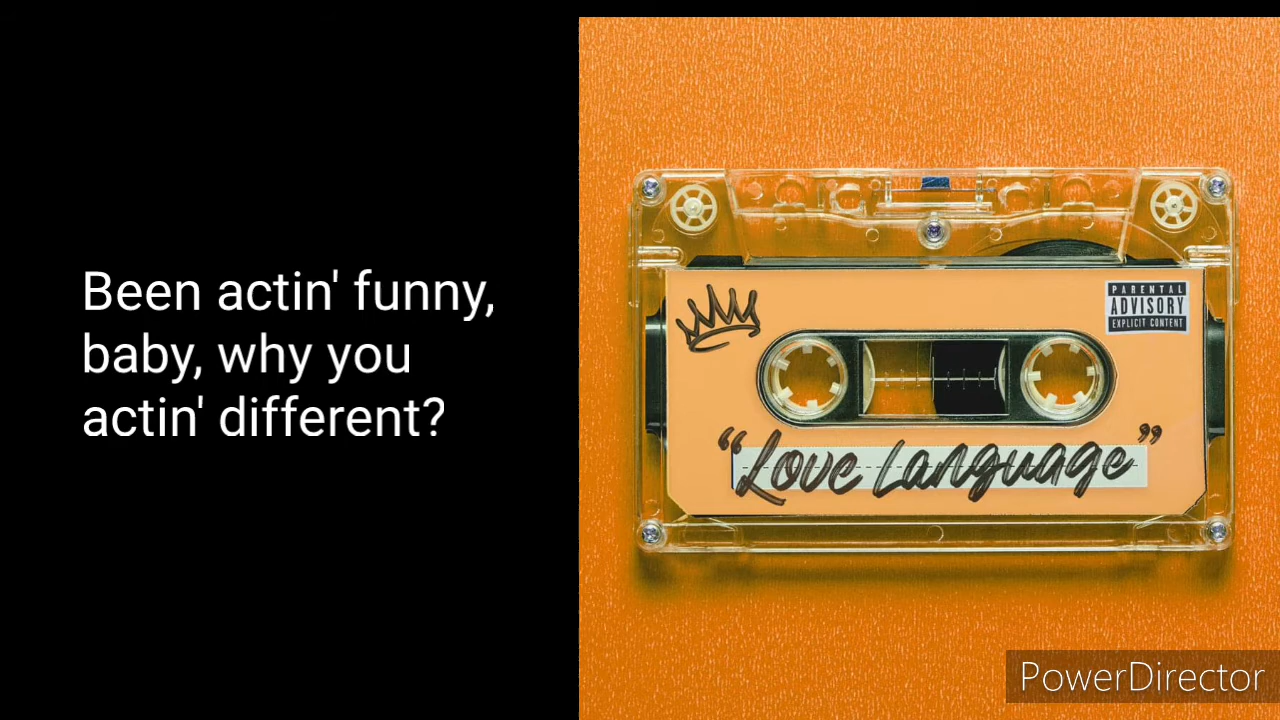 Been actin' funny,
baby, why you
actin' different?
PARENTAL
ADVISORY
EXPLICIT CONTENT
“Love Language”
PowerDirector